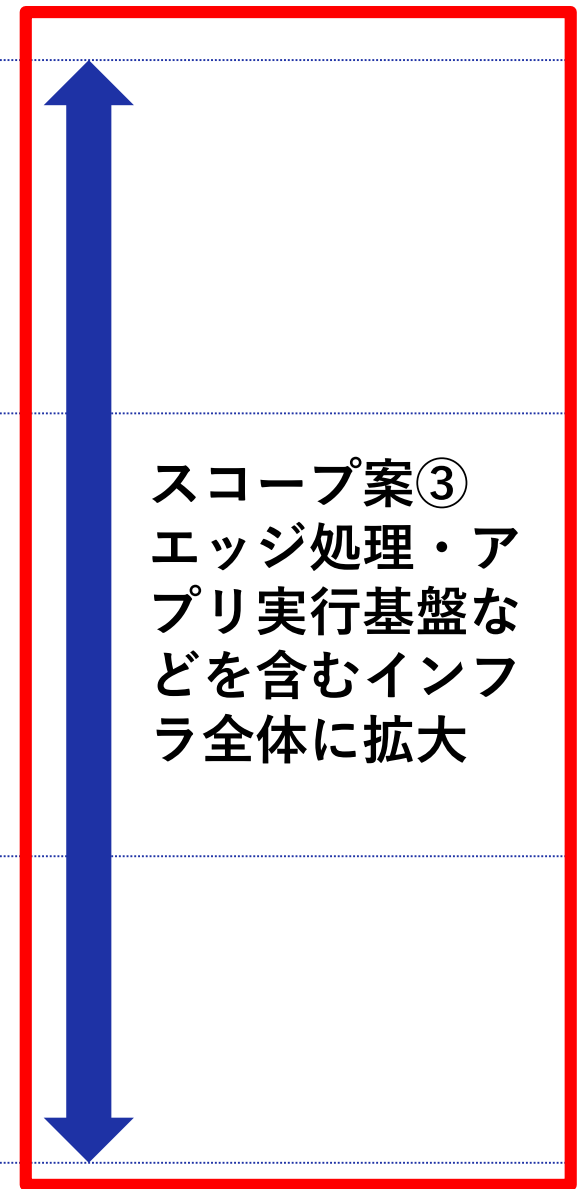 スコープ案③
エッジ処理・ア
プリ実行基盤な
どを含むインフ
ラ全体に拡大